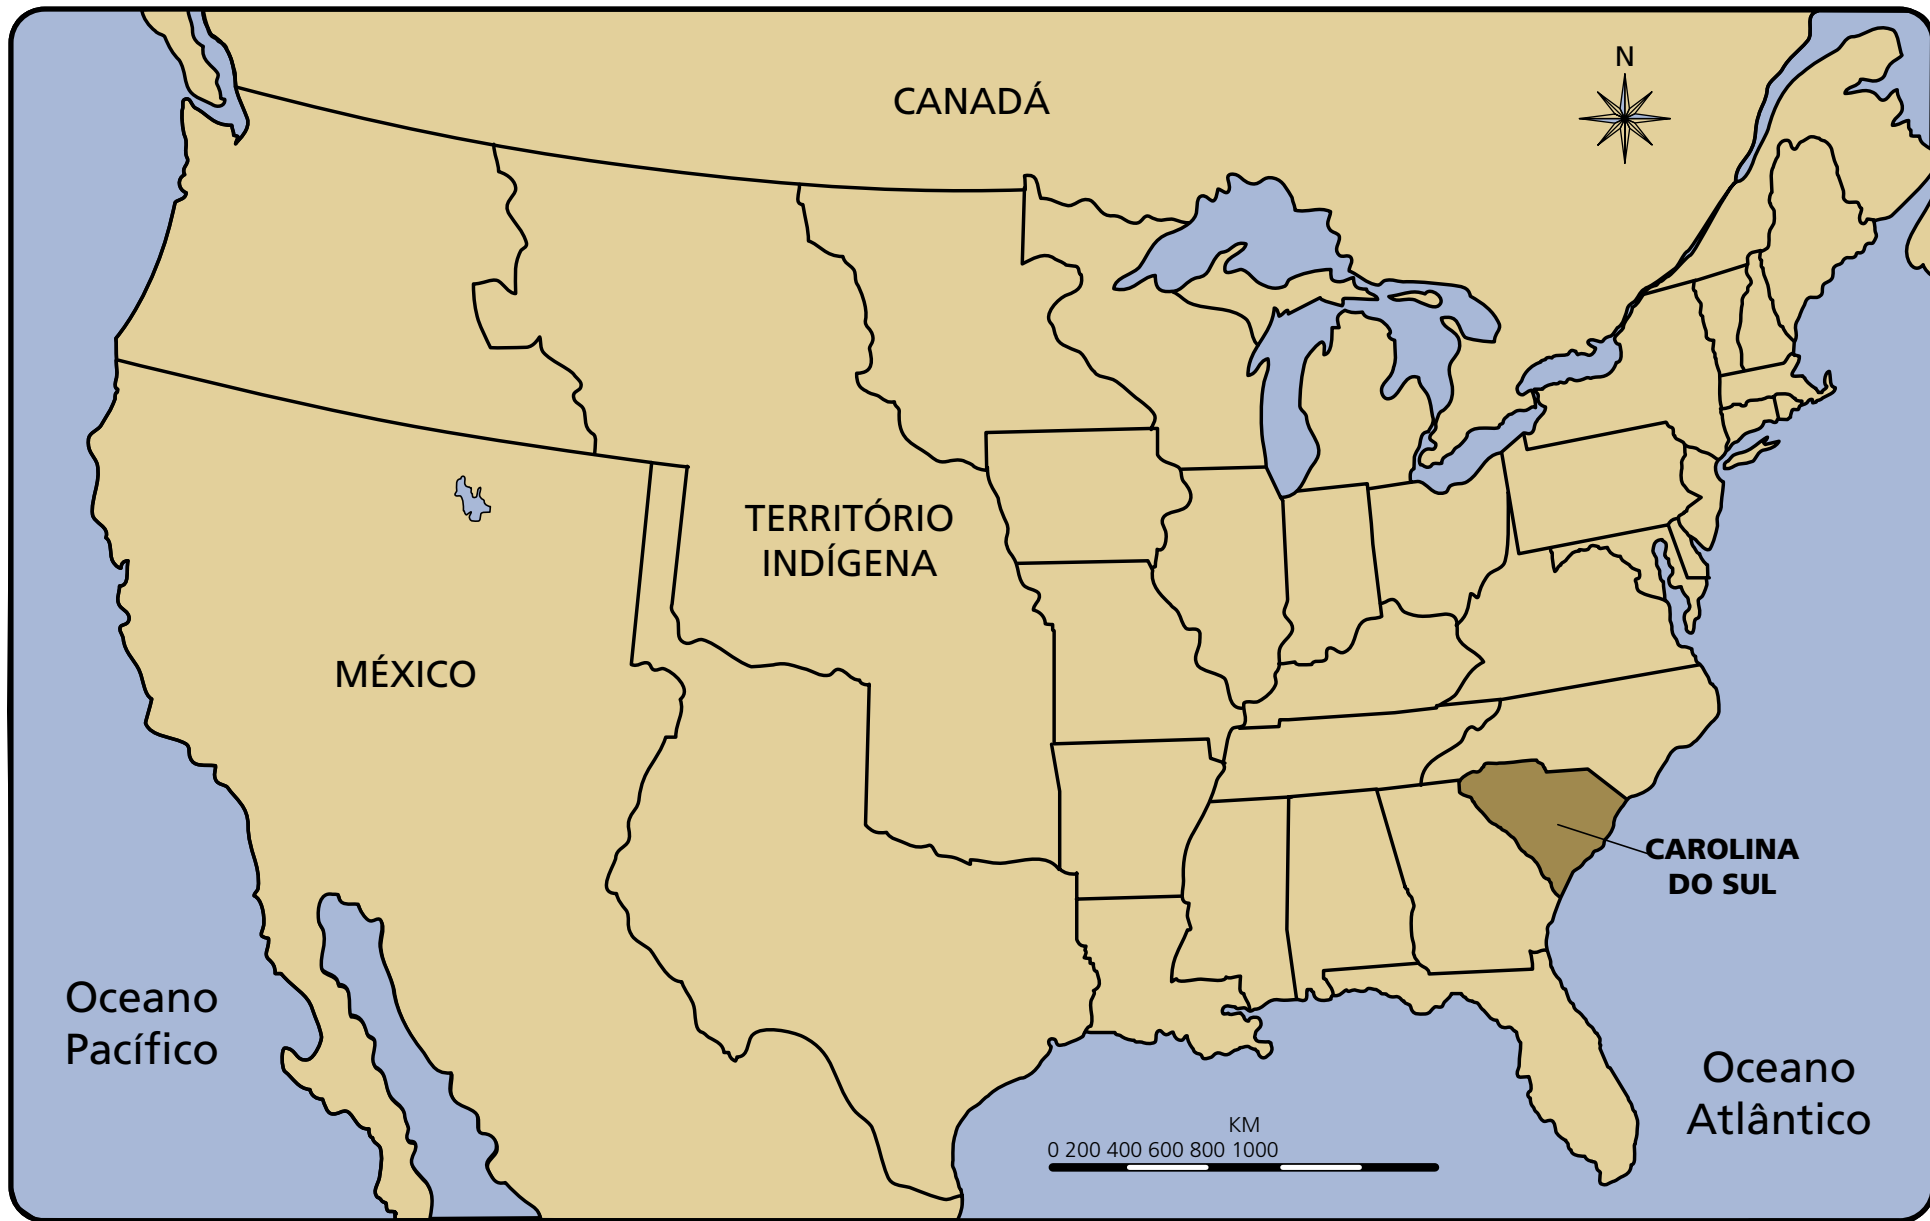 N
CANADÁ
TERRITÓRIO
INDÍGENA
MÉXICO
CAROLINA
DO SUL
Oceano
Pacífico
Oceano
Atlântico
KM
0 200 400 600 800 1000